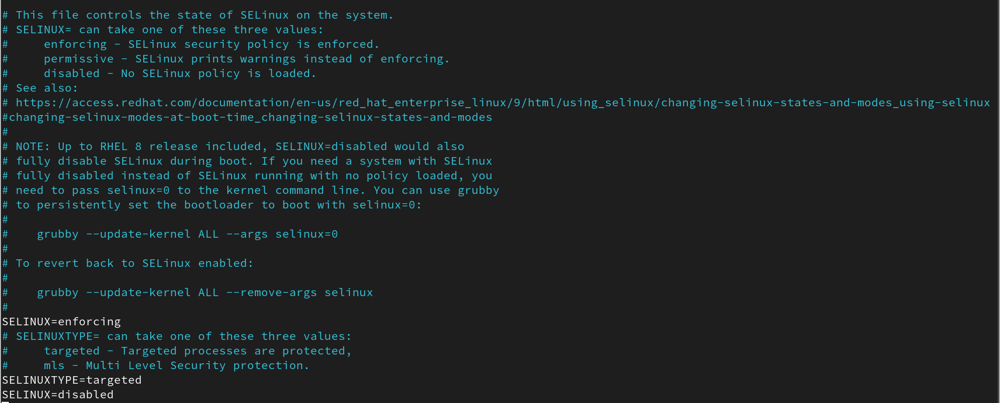 # This file controls the state of SELinux on the system.
# SELINUX= can take one of these three values:
#     enforcing - SELinux security policy is enforced.
#     permissive - SELinux prints warnings instead of enforcing.
#     disabled - No SELinux policy is loaded.
# See also:
# https://access.redhat.com/documentation/en-us/red_hat_enterprise_linux/9/html/using_selinux/changing-selinux-states-and-modes_using-selinux
#changing-selinux-modes-at-boot-time_changing-selinux-states-and-modes
#
# NOTE: Up to RHEL 8 release included, SELINUX=disabled would also
# fully disable SELinux during boot. If you need a system with SELinux
# fully disabled instead of SELinux running with no policy loaded, you
# need to pass selinux=0 to the kernel command line. You can use grubby
# to persistently set the bootloader to boot with selinux=0:
#
#    grubby --update-kernel ALL --args selinux=0
#
# To revert back to SELinux enabled:
#
#    grubby --update-kernel ALL --remove-args selinux
#
SELINUX=enforcing
# SELINUXTYPE= can take one of these three values:
#     targeted - Targeted processes are protected,
#     mls - Multi Level Security protection.
SELINUXTYPE=targeted
SELINUX=disabled